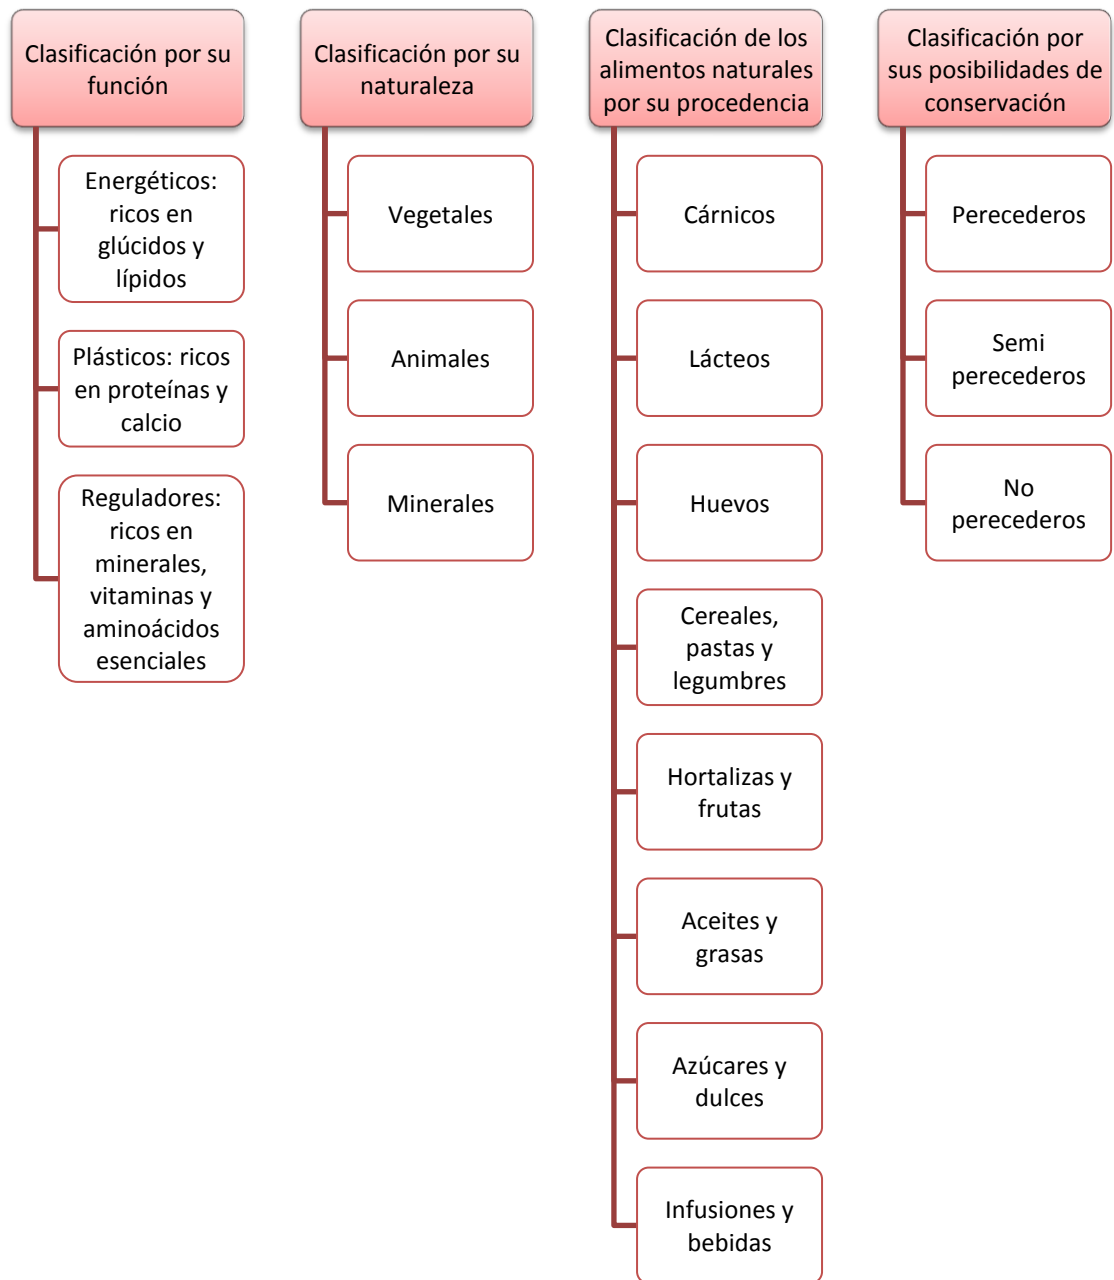 Clasificación por su
función
Energéticos:
ricos en
glúcidos y
lípidos
Plásticos: ricos
en proteínas y
calcio
Reguladores:
ricos en
minerales,
vitaminas y
aminoácidos
esenciales
Clasificación por su
naturaleza
Vegetales
Animales
Minerales
Clasificación de los
alimentos naturales
por su procedencia
Cárnicos
Lácteos
Huevos
Cereales,
pastas y
legumbres
Hortalizas y
frutas
Aceites y
grasas
Azúcares y
dulces
Infusiones y
bebidas
Clasificación por
sus posibilidades de
conservación
Perecederos
Semi
perecederos
No
perecederos